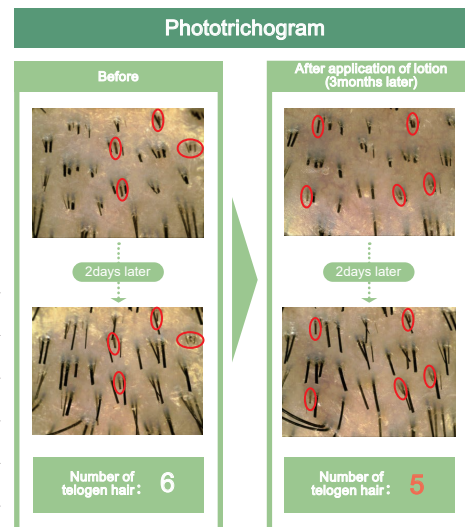 Phototrichogram
Before
After application of lotion
(3months later)
2days later
2days later
Number of
telogen hair: 6
Number of
telogen hair: 5